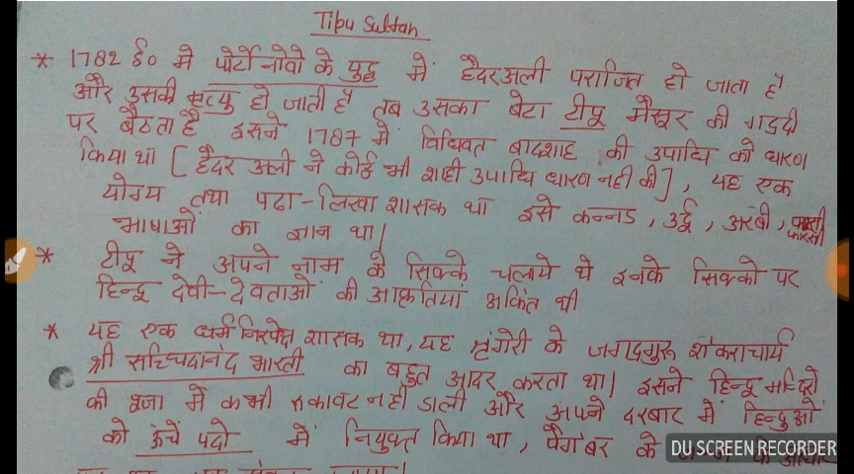 Tipu Sultan
* 1782 ई० में पोर्टोनोवो के युद्ध में हैदरअली पराजित हो जाता है
और उसकी मृत्यु हो जाती है तब उसका बेटा टीपू मैसूर की गद्दी
पर बैठता है इसने 1787 में विधिवत बादशाह की उपाधि को धारण
किया था [हैदर अली ने कोई भी शाही उपाधि धारण नही की], यह एक
योग्य तथा पढा-लिखा शासक था इसे कन्नड, उर्दू, अरबी, फारसी
भाषाओं का ज्ञान था।
* टीपू ने अपने नाम के सिक्के चलाये थे इनके सिक्को पर
हिन्दू देवी-देवताओं की आकृतियां अंकित थी
* यह एक धर्म निरपेक्ष शासक था, यह श्रृंगेरी के जगदगुरू शंकराचार्य
श्री सच्चिदानंद भारती का बहुत आदर करता था। इसने हिन्दू मन्दिरो
की पूजा में कभी रुकावट नही डाली और अपने दरबार में हिन्दुओं
को ऊंचें पदो में नियुक्त किया था, पैगंबर के
DU SCREEN RECORDER